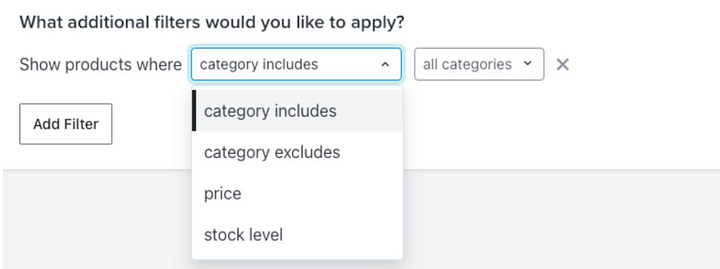 What additional filters would you like to apply?
Show products where category includes all categories
Add Filter
category includes
category excludes
price
stock level